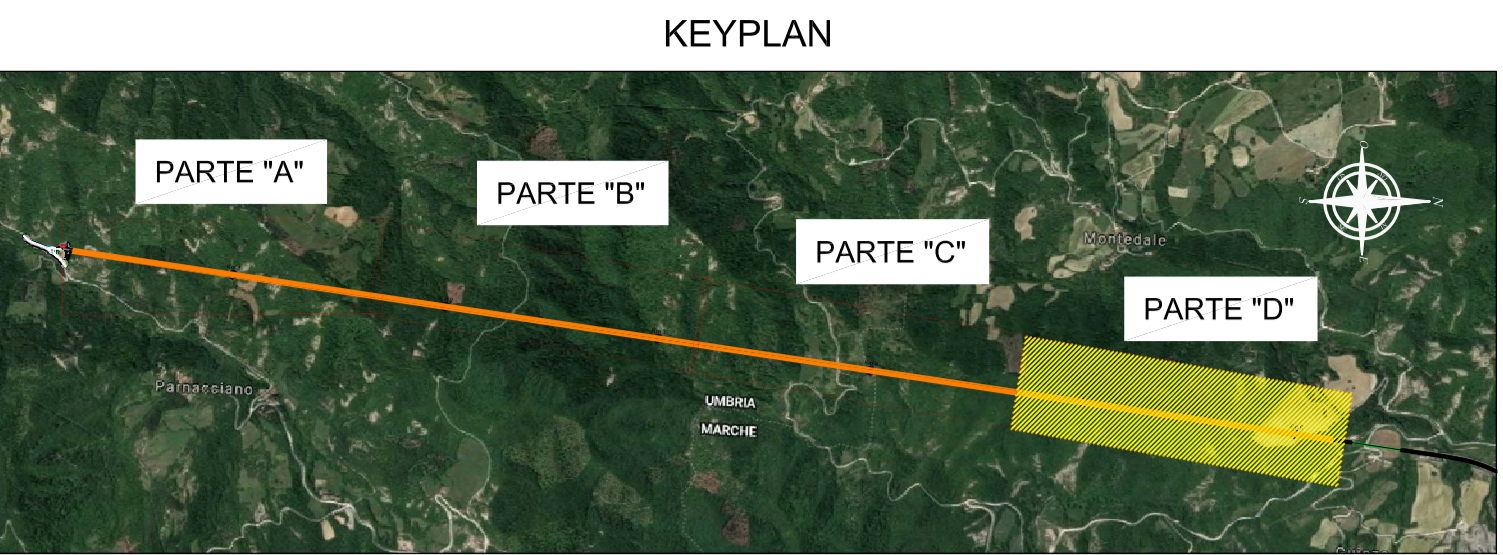 KEYPLAN
PARTE "A"
PARTE "B"
PARTE "C"
PARTE "D"
Montedale
Parnacciano
UMBRIA
MARCHE
O
S
N
E